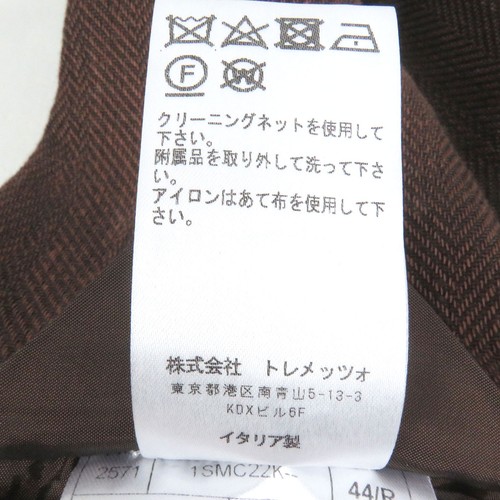 F W
クリーニングネットを使用して
下さい。
附属品を取り外して洗って下さ
い。
アイロンはあて布を使用して下
さい。
株式会社 トレメッツォ
東京都港区南青山5-13-3
KDXビル6F
イタリア製
2571
44/R